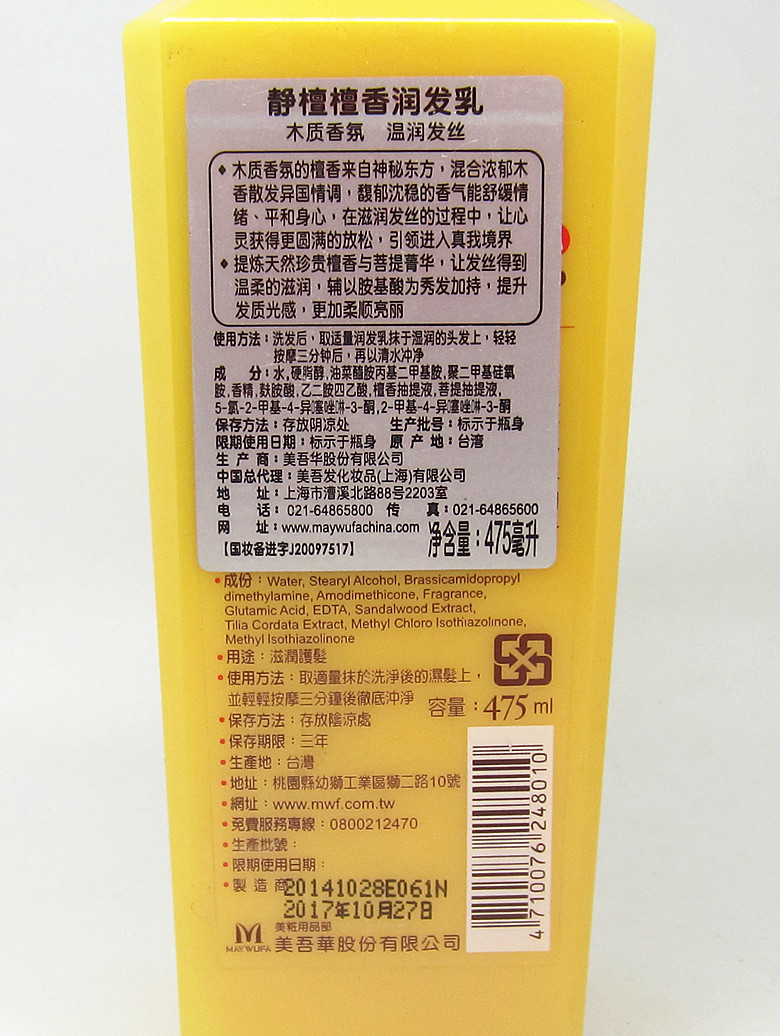 静檀檀香润发乳
木质香氛 温润发丝
◆木质香氛的檀香来自神秘东方，混合浓郁木
香散发异国情调，馥郁沈稳的香气能舒缓情
绪、平和身心，在滋润发丝的过程中，让心
灵获得更圆满的放松，引领进入真我境界
◆提炼天然珍贵檀香与菩提菁华，让发丝得到
温柔的滋润，辅以胺基酸为秀发加持，提升
发质光感，更加柔顺亮丽
使用方法：洗发后，取适量润发乳抹于湿润的头发上，轻轻
按摩三分钟后，再以清水冲净
成 分：水,硬脂醇,油菜醯胺丙基二甲基胺,聚二甲基硅氧
胺,香精,麸胺酸,乙二胺四乙酸,檀香抽提液,菩提抽提液,
5-氯-2-甲基-4-异噻唑啉-3-酮,2-甲基-4-异噻唑啉-3-酮
保存方法：存放阴凉处 生产批号：标示于瓶身
限期使用日期：标示于瓶身 原产地：台湾
生产商：美吾华股份有限公司
中国总代理：美吾发化妆品(上海)有限公司
地 址：上海市漕溪北路88号2203室
电 话：021-64865800 传 真：021-64865600
网 址：www.maywufachina.com 净含量：475毫升
【国妆备进字J20097517】
•成份：Water, Stearyl Alcohol, Brassicamidopropyl
dimethylamine, Amodimethicone, Fragrance,
Glutamic Acid, EDTA, Sandalwood Extract,
Tilia Cordata Extract, Methyl Chloro Isothiazolinone,
Methyl Isothiazolinone
•用途：滋潤護髮
•使用方法：取適量抹於洗淨後的濕髮上，
並輕輕按摩三分鐘後徹底沖淨
容量：475 ml
•保存方法：存放陰涼處
•保存期限：三年
•生產地：台灣
•地址：桃園縣幼獅工業區獅二路10號
•網址：www.mwf.com.tw
•免費服務專線：0800212470
•生產批號：
•限期使用日期：
•製造商
20141028E061N
2017年10月27日
美粧用品部
MAYWUFA 美吾華股份有限公司
4 710076 248010